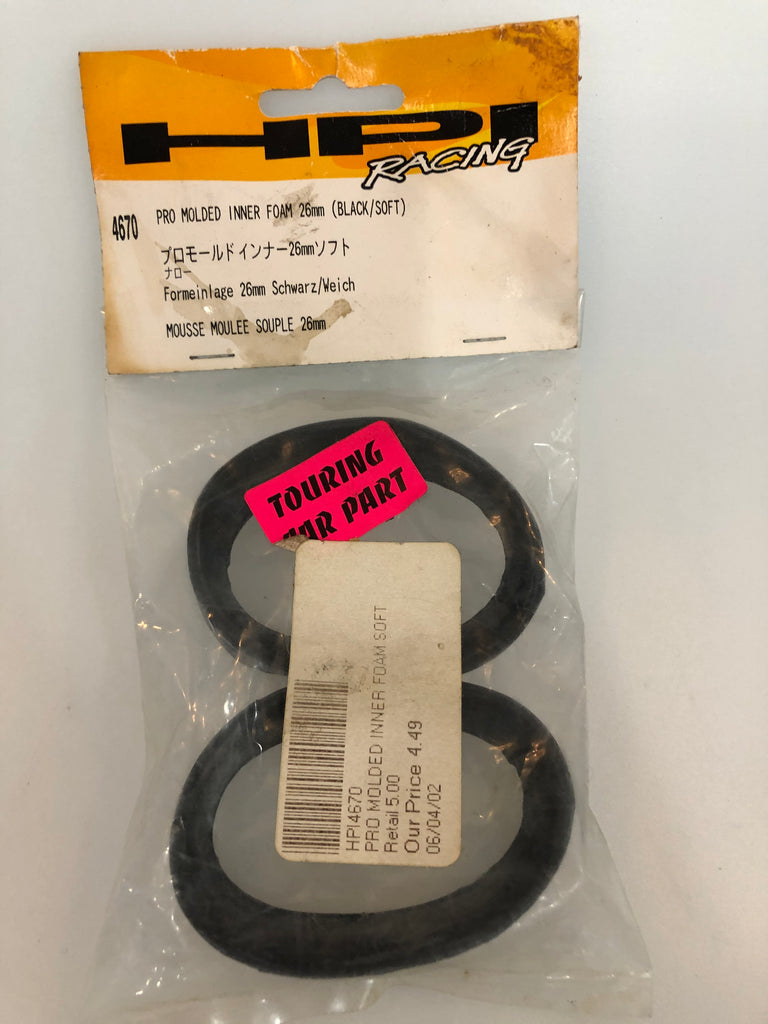 HPI
RACING
4670 PRO MOLDED INNER FOAM 26mm (BLACK/SOFT)
プロモールドインナー26mmソフト
ナロー
Formeinlage 26mm Schwarz/Weich
MOUSSE MOULEE SOUPLE 26mm
TOURING
CAR PART
HPI4670
PRO MOLDED INNER FOAM SOFT
Retail 5.00
Our Price 4.49
06/04/02